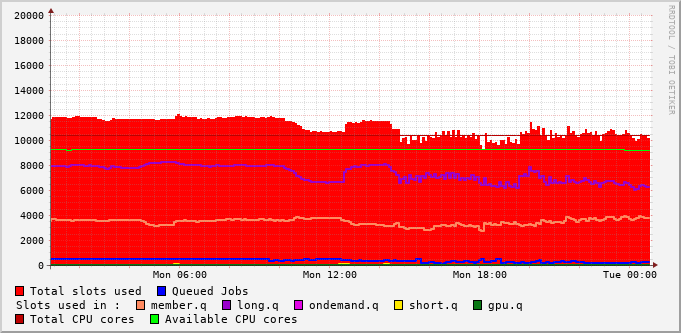 20000
18000
16000
14000
12000
10000
8000
6000
4000
2000
0
Mon 06:00 Mon 12:00 Mon 18:00 Tue 00:00
RRDTOOL / TOBI OETIKER
Total slots used Queued Jobs
Slots used in : member.q long.q ondemand.q short.q gpu.q
Total CPU cores Available CPU cores